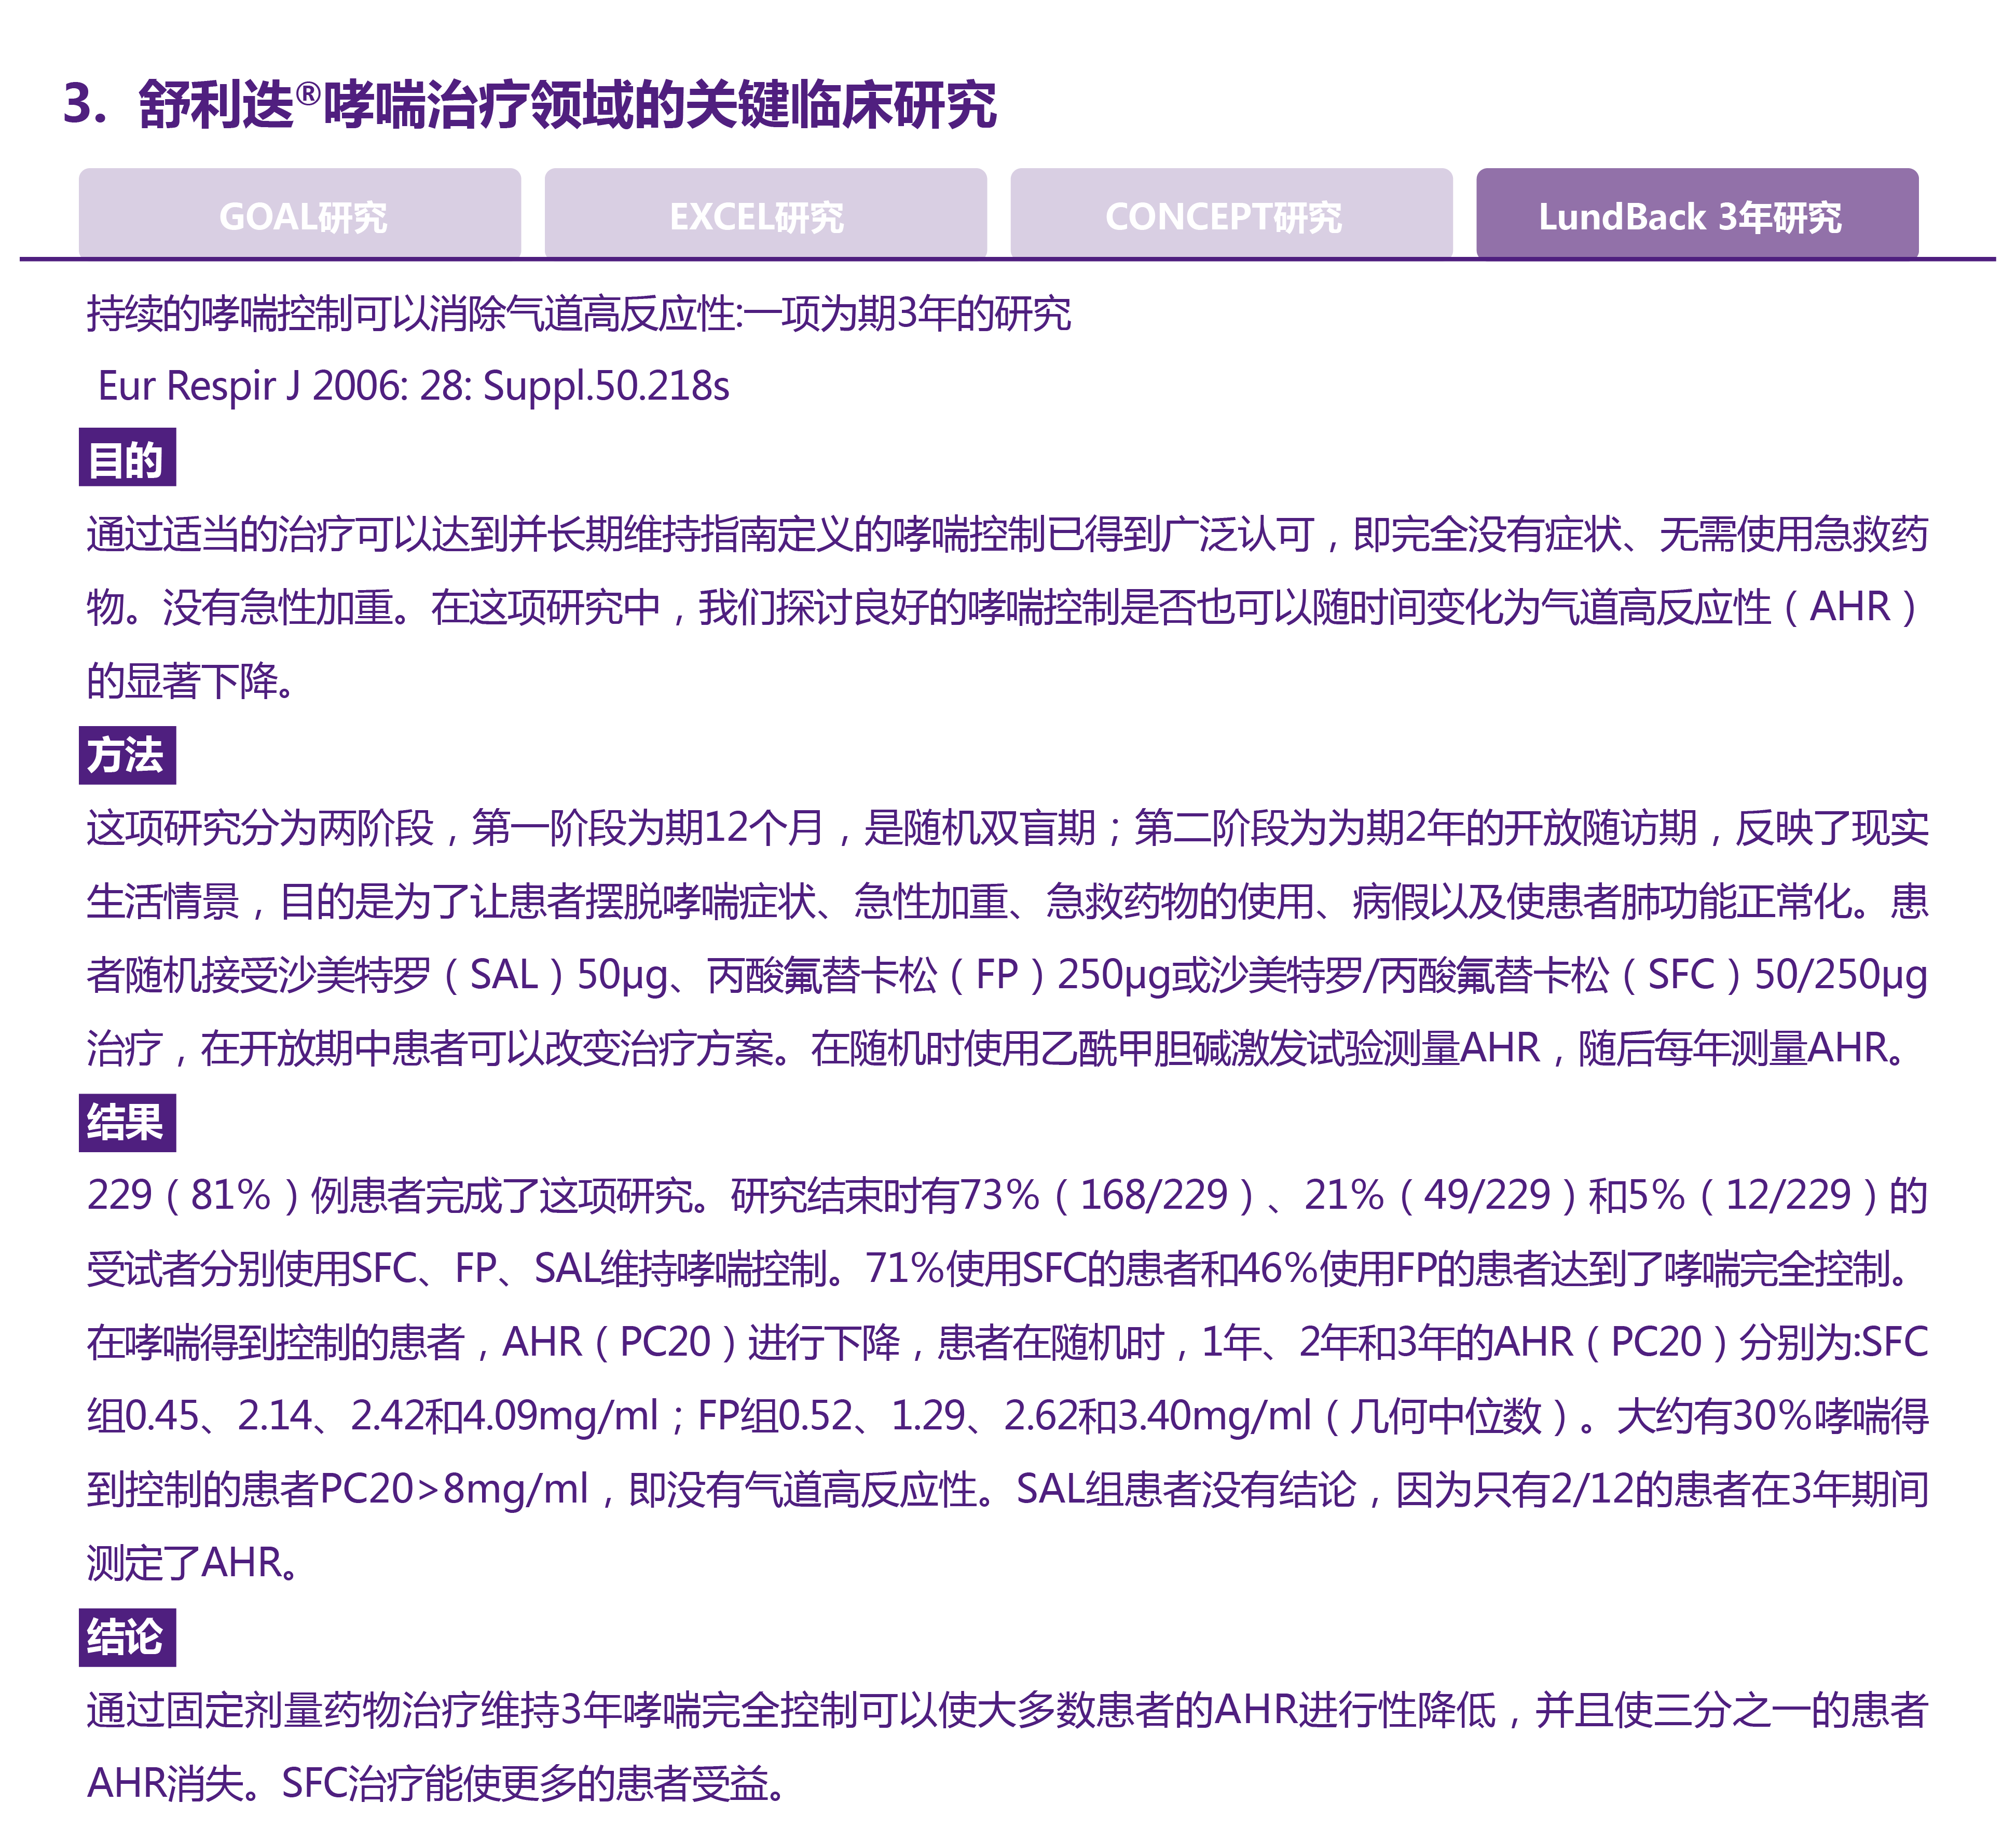 3. 舒利迭®哮喘治疗领域的关键临床研究
GOAL研究
EXCEL研究
CONCEPT研究
LundBack 3年研究
持续的哮喘控制可以消除气道高反应性:一项为期3年的研究
Eur Respir J 2006: 28: Suppl.50.218s
目的
通过适当的治疗可以达到并长期维持指南定义的哮喘控制已得到广泛认可，即完全没有症状、无需使用急救药
物。没有急性加重。在这项研究中，我们探讨良好的哮喘控制是否也可以随时间变化为气道高反应性（AHR）
的显著下降。
方法
这项研究分为两阶段，第一阶段为期12个月，是随机双盲期；第二阶段为为期2年的开放随访期，反映了现实
生活情景，目的是为了让患者摆脱哮喘症状、急性加重、急救药物的使用、病假以及使患者肺功能正常化。患
者随机接受沙美特罗（SAL）50μg、丙酸氟替卡松（FP）250μg或沙美特罗/丙酸氟替卡松（SFC）50/250μg
治疗，在开放期中患者可以改变治疗方案。在随机时使用乙酰甲胆碱激发试验测量AHR，随后每年测量AHR。
结果
229（81%）例患者完成了这项研究。研究结束时有73%（168/229）、21%（49/229）和5%（12/229）的
受试者分别使用SFC、FP、SAL维持哮喘控制。71%使用SFC的患者和46%使用FP的患者达到了哮喘完全控制。
在哮喘得到控制的患者，AHR（PC20）进行下降，患者在随机时，1年、2年和3年的AHR（PC20）分别为:SFC
组0.45、2.14、2.42和4.09mg/ml；FP组0.52、1.29、2.62和3.40mg/ml（几何中位数）。大约有30%哮喘得
到控制的患者PC20>8mg/ml，即没有气道高反应性。SAL组患者没有结论，因为只有2/12的患者在3年期间
测定了AHR。
结论
通过固定剂量药物治疗维持3年哮喘完全控制可以使大多数患者的AHR进行性降低，并且使三分之一的患者
AHR消失。SFC治疗能使更多的患者受益。